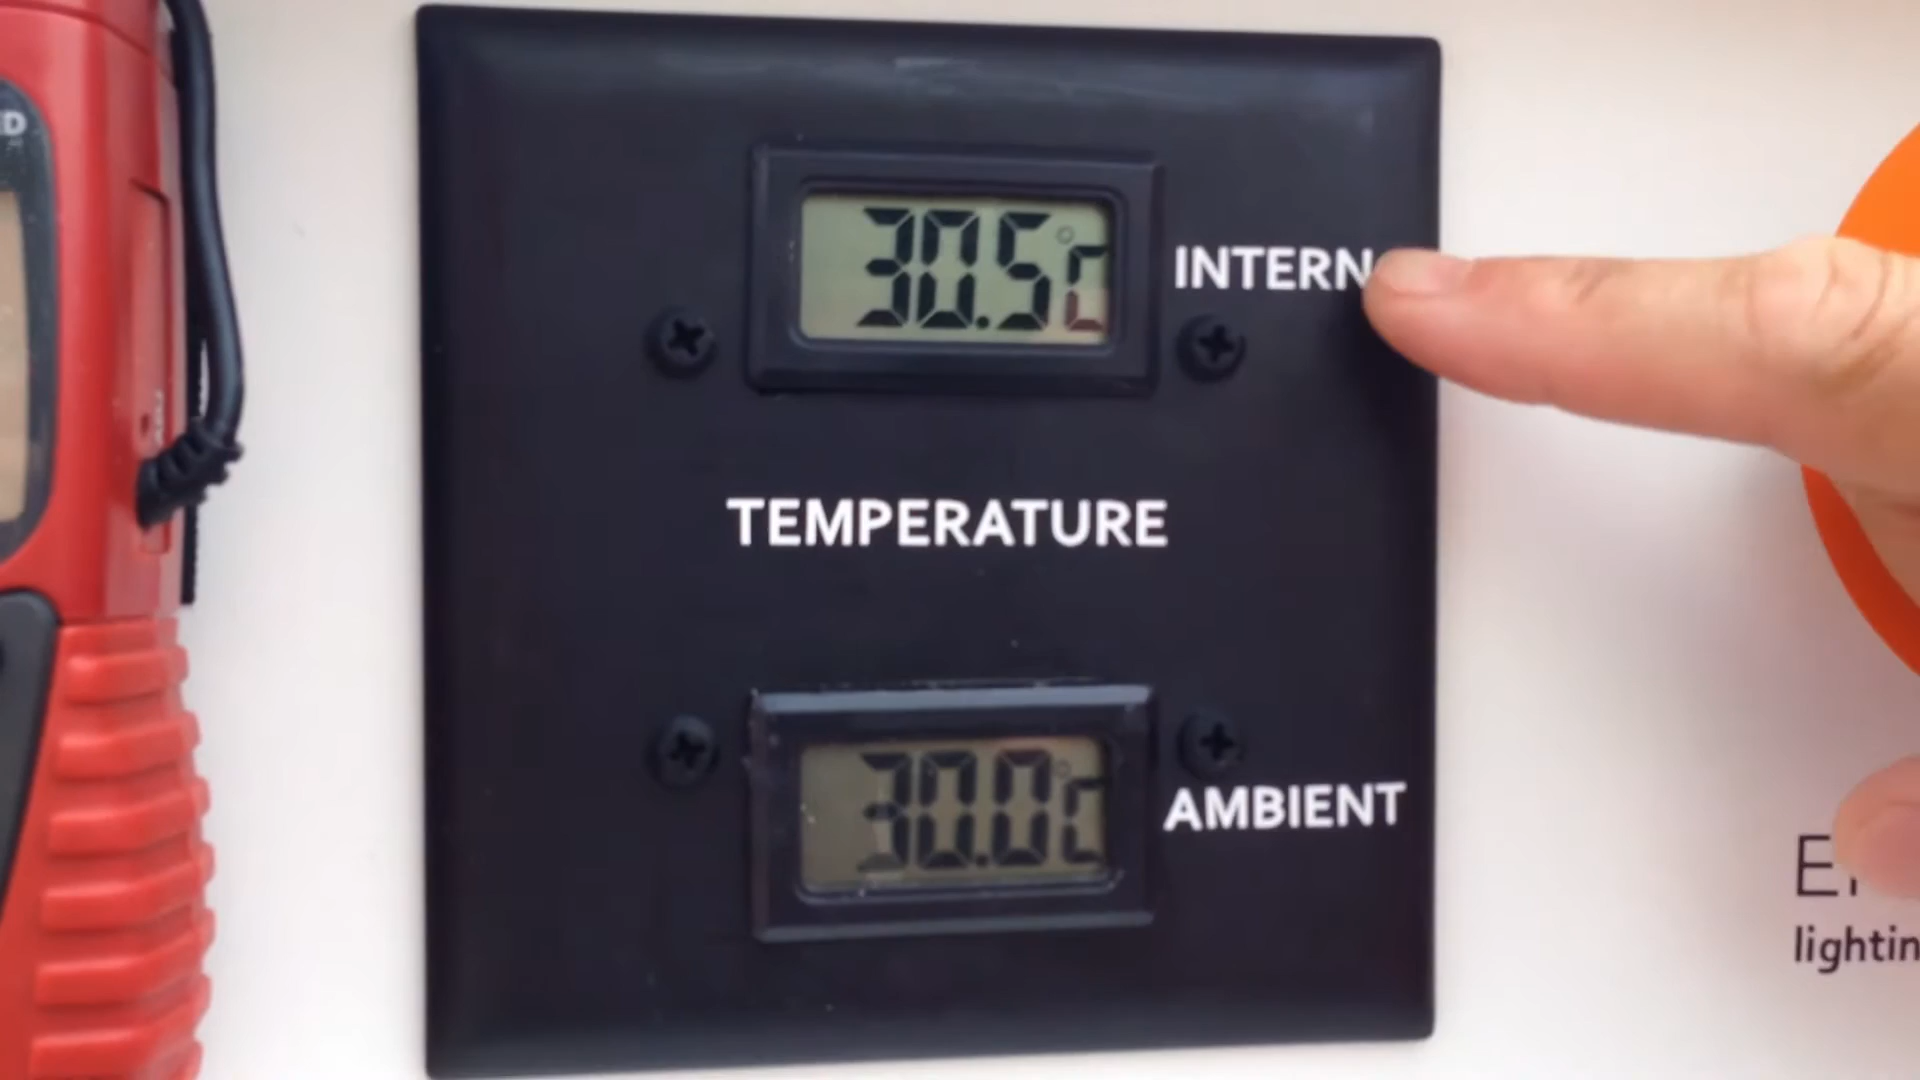 30.5°C
INTERN
TEMPERATURE
30.0°C
AMBIENT
lightin